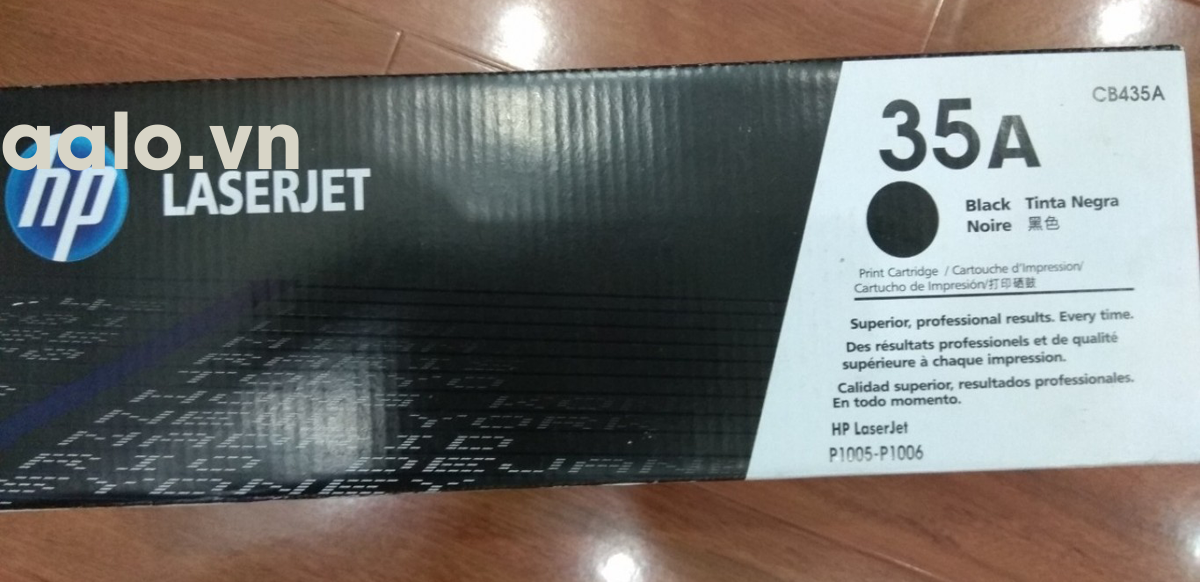 aalo.vn
hp
LASERJET
35A
CB435A
Black Tinta Negra
Noire 黑色
Print Cartridge / Cartouche d'Impression/
Cartucho de Impresión/打印硒鼓
Superior, professional results. Every time.
Des résultats professionels et de qualité
supérieure à chaque impression.
Calidad superior, resultados professionales.
En todo momento.
HP LaserJet
P1005-P1006